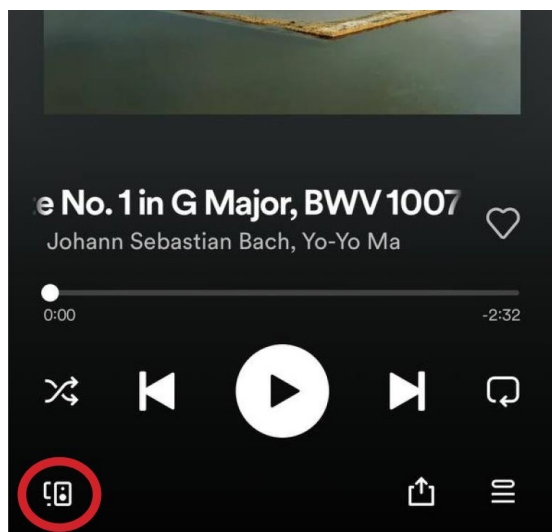 e No. 1 in G Major, BWV 1007
Johann Sebastian Bach, Yo-Yo Ma
0:00
-2:32